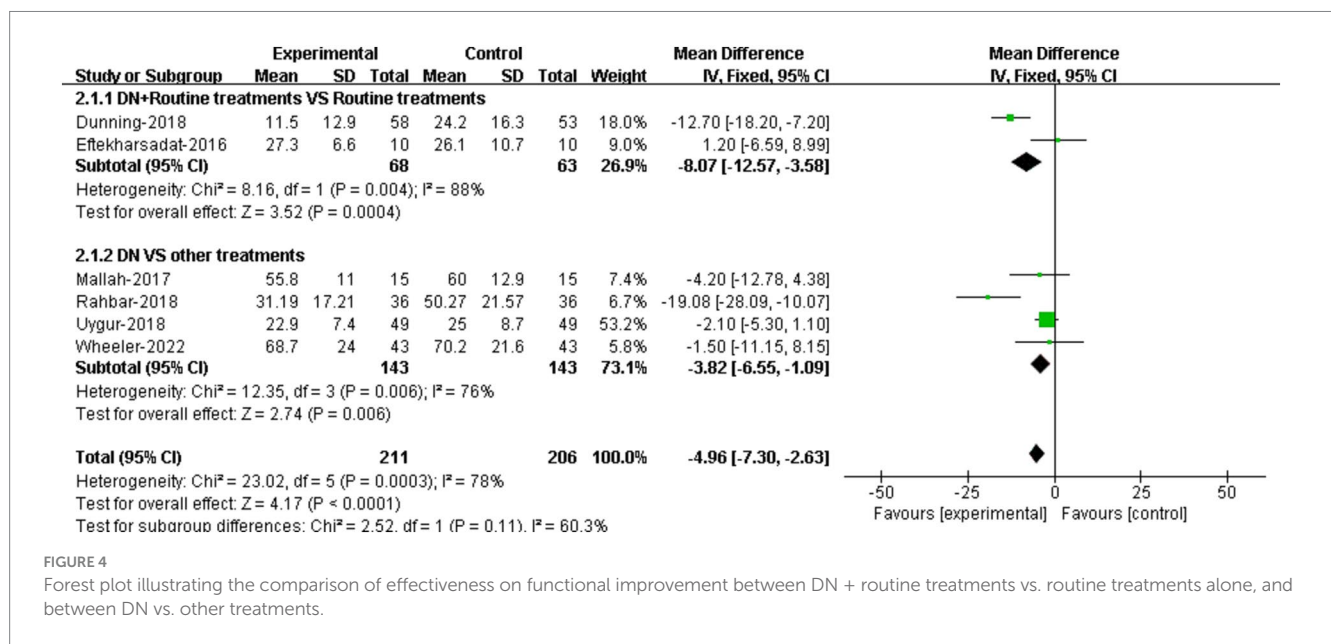 Experimental Control Mean Difference Mean Difference
Study or Subgroup Mean SD Total Mean SD Total Weight IV, Fixed, 95% CI IV, Fixed, 95% CI
2.1.1 DN+Routine treatments VS Routine treatments
Dunning-2018 11.5 12.9 58 24.2 16.3 53 18.0% -12.70 [-18.20, -7.20]
Eftekharsadat-2016 27.3 6.6 10 26.1 10.7 10 9.0% 1.20 [-6.59, 8.99]
Subtotal (95% CI) 68 63 26.9% -8.07 [-12.57, -3.58]
Heterogeneity: Chi² = 8.16, df = 1 (P = 0.004); I² = 88%
Test for overall effect: Z = 3.52 (P = 0.0004)
2.1.2 DN VS other treatments
Mallah-2017 55.8 11 15 60 12.9 15 7.4% -4.20 [-12.78, 4.38]
Rahbar-2018 31.19 17.21 36 50.27 21.57 36 6.7% -19.08 [-28.09, -10.07]
Uygur-2018 22.9 7.4 49 25 8.7 49 53.2% -2.10 [-5.30, 1.10]
Wheeler-2022 68.7 24 43 70.2 21.6 43 5.8% -1.50 [-11.15, 8.15]
Subtotal (95% CI) 143 143 73.1% -3.82 [-6.55, -1.09]
Heterogeneity: Chi² = 12.35, df = 3 (P = 0.006); I² = 76%
Test for overall effect: Z = 2.74 (P = 0.006)
Total (95% CI) 211 206 100.0% -4.96 [-7.30, -2.63]
Heterogeneity: Chi² = 23.02, df = 5 (P = 0.0003); I² = 78%
Test for overall effect: Z = 4.17 (P < 0.0001)
Test for subgroup differences: Chi² = 2.52, df = 1 (P = 0.11), I² = 60.3%
-50 -25 0 25 50
Favours [experimental] Favours [control]
FIGURE 4
Forest plot illustrating the comparison of effectiveness on functional improvement between DN + routine treatments vs. routine treatments alone, and
between DN vs. other treatments.